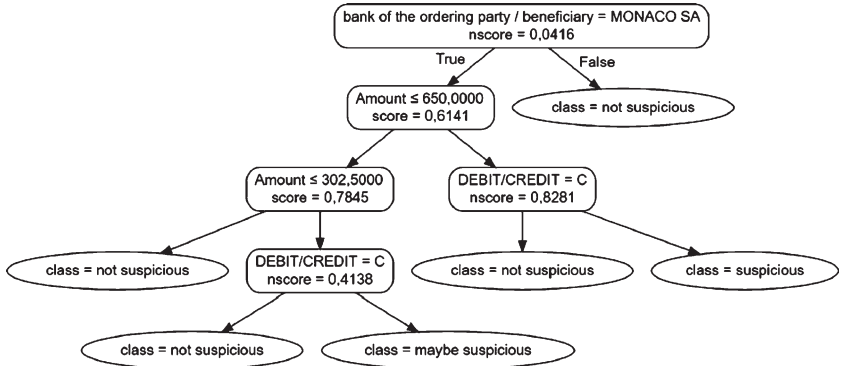 bank of the ordering party / beneficiary = MONACO SA
nscore = 0,0416
True
False
Amount ≤ 650,0000
score = 0,6141
class = not suspicious
Amount ≤ 302,5000
score = 0,7845
DEBIT/CREDIT = C
nscore = 0,8281
class = not suspicious
DEBIT/CREDIT = C
nscore = 0,4138
class = not suspicious
class = suspicious
class = not suspicious
class = maybe suspicious